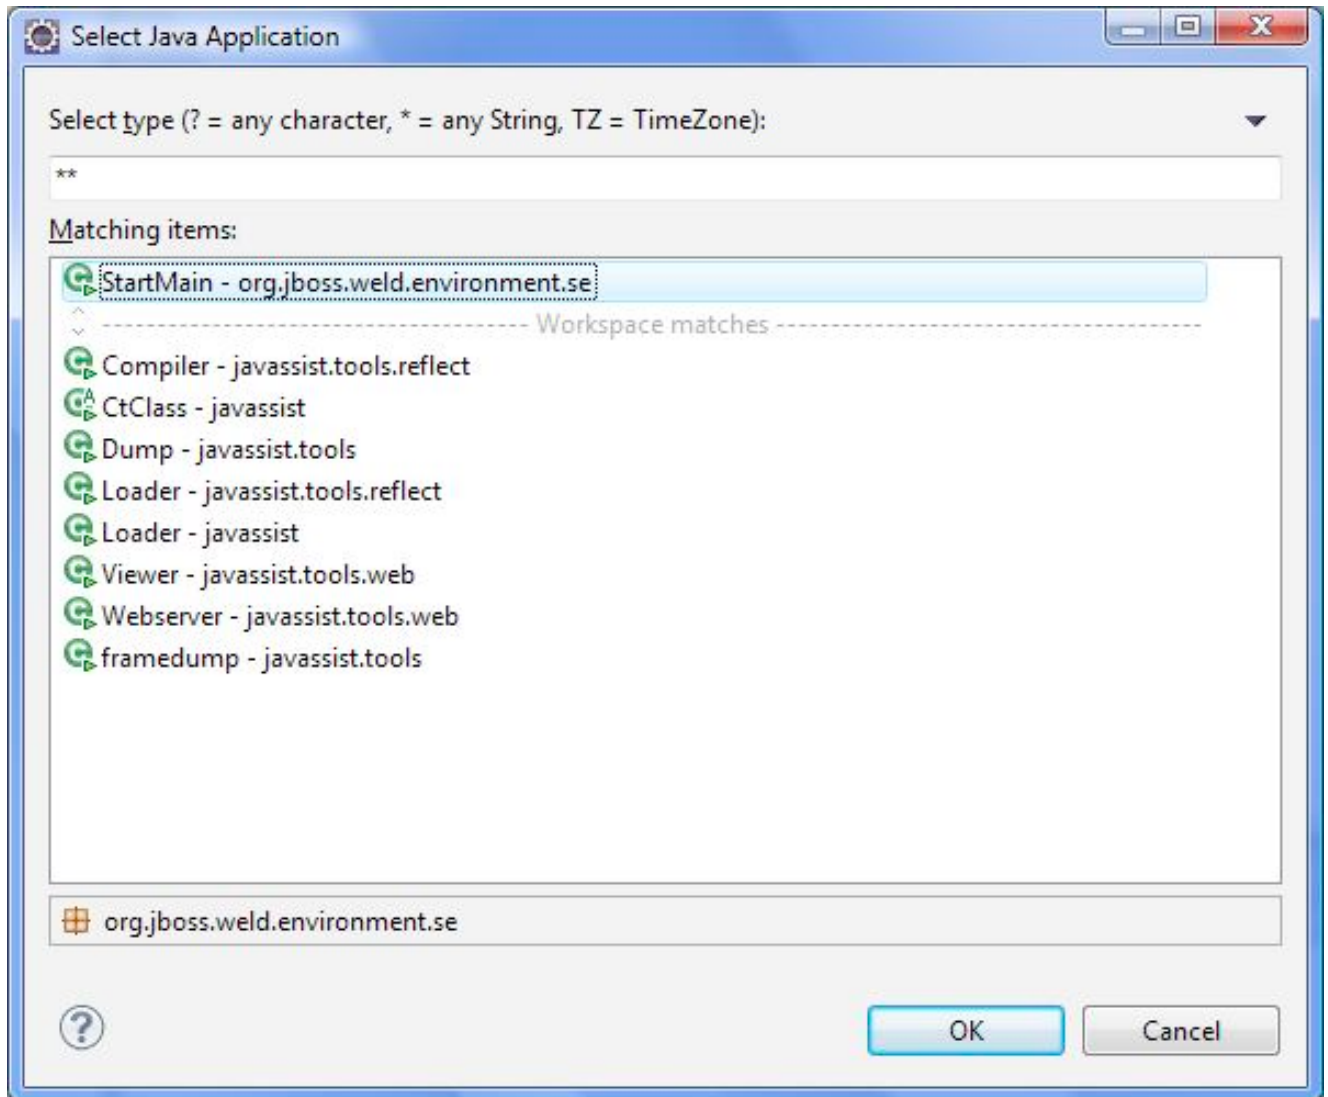 Select Java Application
Select type (? = any character, * = any String, TZ = TimeZone):
**
Matching items:
StartMain - org.jboss.weld.environment.se
Workspace matches
Compiler - javassist.tools.reflect
CtClass - javassist
Dump - javassist.tools
Loader - javassist.tools.reflect
Loader - javassist
Viewer - javassist.tools.web
Webserver - javassist.tools.web
framedump - javassist.tools
org.jboss.weld.environment.se
OK Cancel